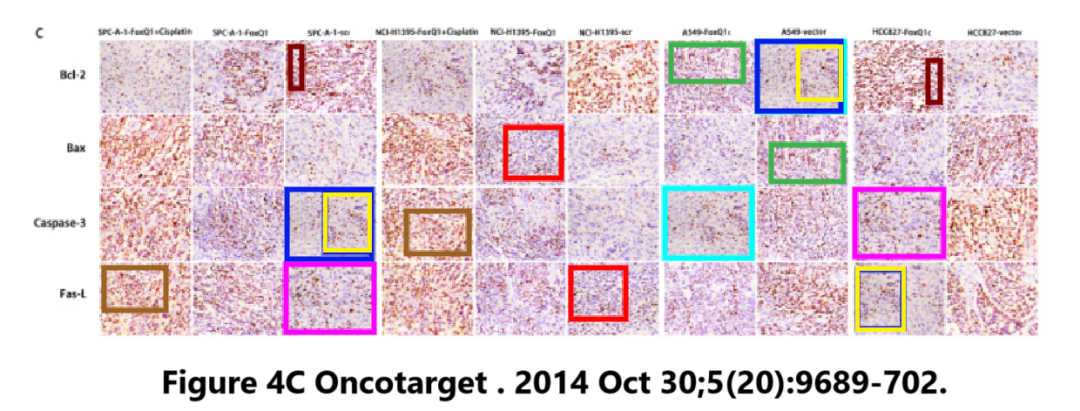 C
SPC-A-1-FoxQ1+Cisplatin SPC-A-1-FoxQ1 SPC-A-1-scr NCI-H1395-FoxQ1+Cisplatin NCI-H1395-FoxQ1 NCI-H1395-scr A549-FoxQ1c A549-vector HCC827-FoxQ1c HCC827-vector
Bcl-2
Bax
Caspase-3
Fas-L
Figure 4C Oncotarget . 2014 Oct 30;5(20):9689-702.